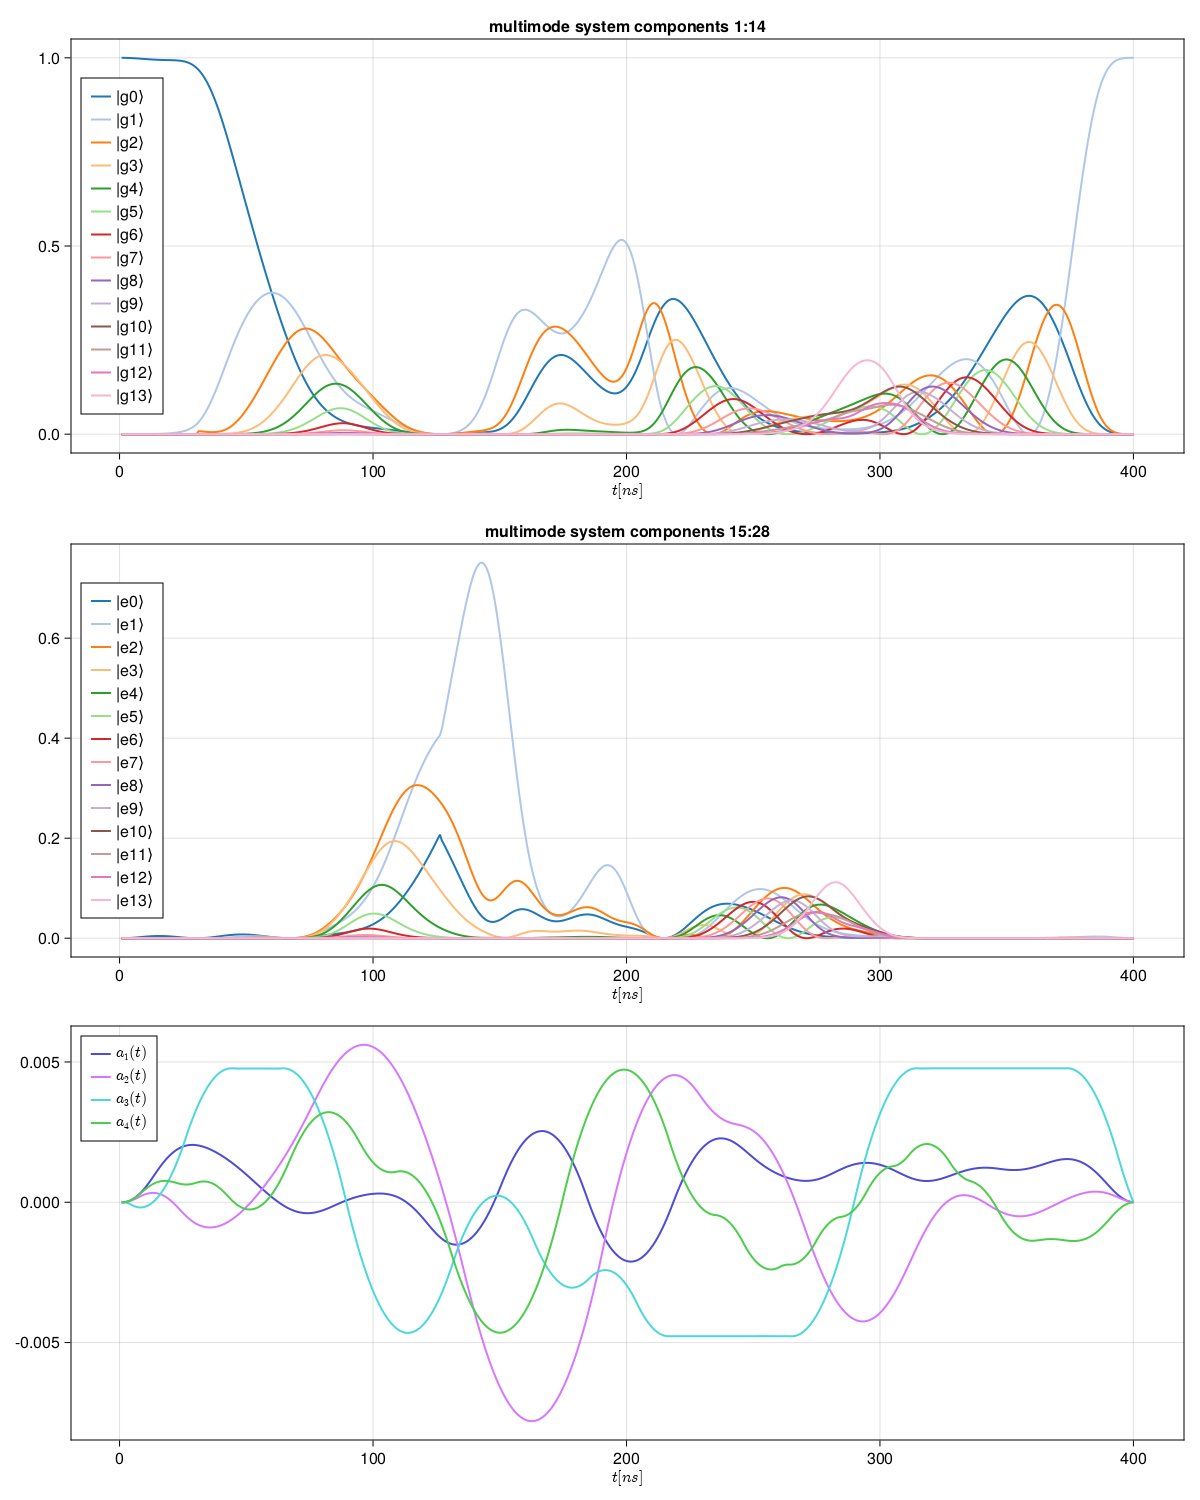 multimode system components 1:14
1.0
0.5
0.0
|g0⟩
|g1⟩
|g2⟩
|g3⟩
|g4⟩
|g5⟩
|g6⟩
|g7⟩
|g8⟩
|g9⟩
|g10⟩
|g11⟩
|g12⟩
|g13⟩
0 100 200 300 400
t[ns]
multimode system components 15:28
0.6
0.4
0.2
0.0
|e0⟩
|e1⟩
|e2⟩
|e3⟩
|e4⟩
|e5⟩
|e6⟩
|e7⟩
|e8⟩
|e9⟩
|e10⟩
|e11⟩
|e12⟩
|e13⟩
0 100 200 300 400
t[ns]
0.005
0.000
-0.005
a₁(t)
a₂(t)
a₃(t)
a₄(t)
0 100 200 300 400
t[ns]